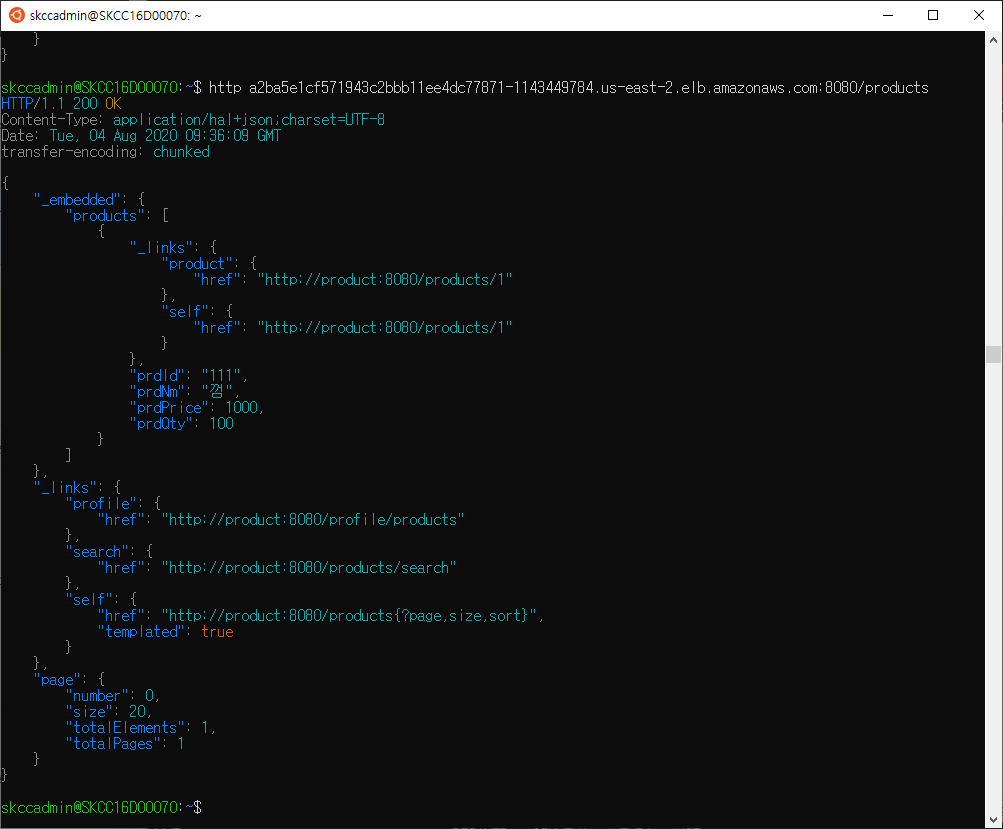 skccadmin@SKCC16D00070: ~
    }
}
skccadmin@SKCC16D00070:~$ http a2ba5e1cf571943c2bbb11ee4dc77871-1143449784.us-east-2.elb.amazonaws.com:8080/products
HTTP/1.1 200 OK
Content-Type: application/hal+json;charset=UTF-8
Date: Tue, 04 Aug 2020 09:36:09 GMT
transfer-encoding: chunked

{
    "_embedded": {
        "products": [
            {
                "_links": {
                    "product": {
                        "href": "http://product:8080/products/1"
                    },
                    "self": {
                        "href": "http://product:8080/products/1"
                    }
                },
                "prdId": "111",
                "prdNm": "껌",
                "prdPrice": 1000,
                "prdQty": 100
            }
        ]
    },
    "_links": {
        "profile": {
            "href": "http://product:8080/profile/products"
        },
        "search": {
            "href": "http://product:8080/products/search"
        },
        "self": {
            "href": "http://product:8080/products{?page,size,sort}",
            "templated": true
        }
    },
    "page": {
        "number": 0,
        "size": 20,
        "totalElements": 1,
        "totalPages": 1
    }
}

skccadmin@SKCC16D00070:~$